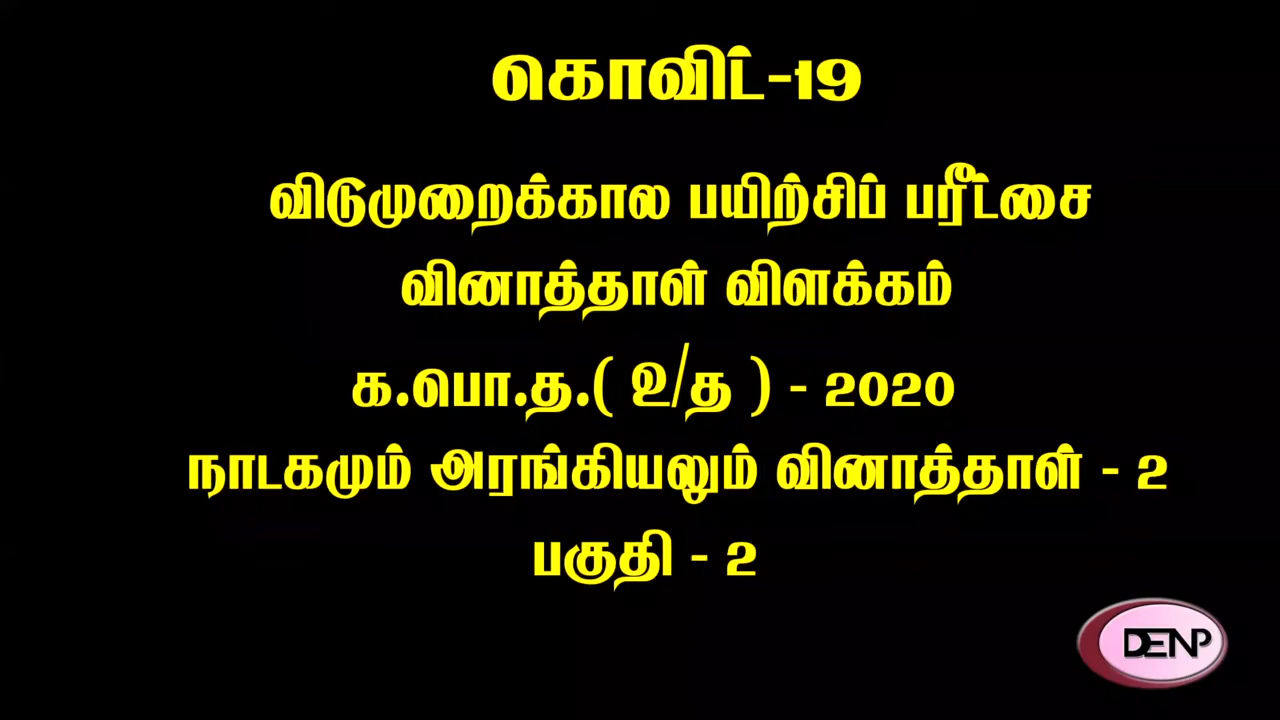 கொவிட்-19
விடுமுறைக்கால பயிற்சிப் பரீட்சை
வினாத்தாள் விளக்கம்
க.பொ.த.( உ/த ) - 2020
நாடகமும் அரங்கியலும் வினாத்தாள் - 2
பகுதி - 2
DENP